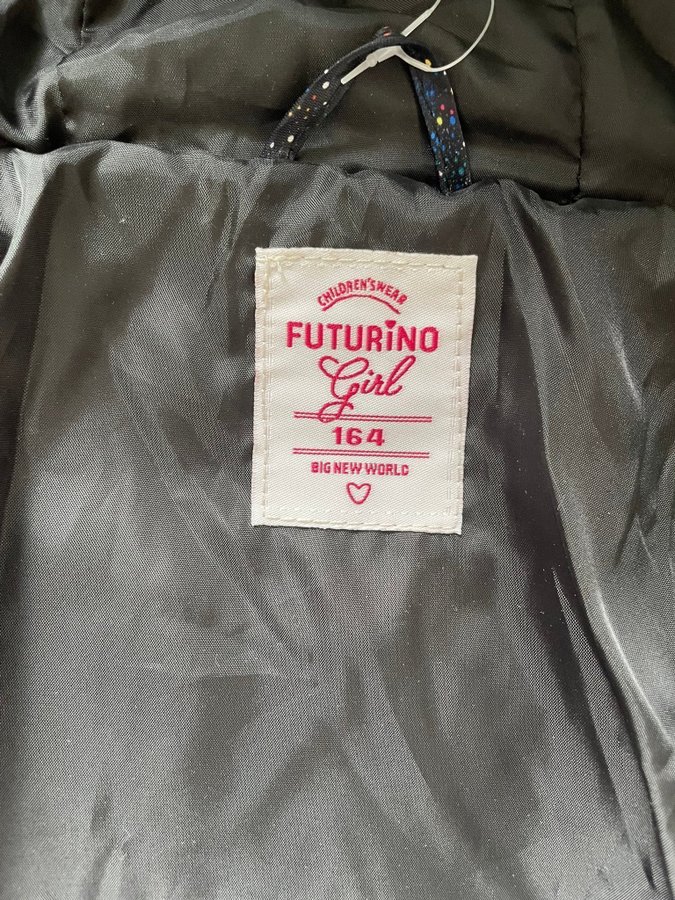 CHILDREN'S WEAR
FUTURiNO
Girl
164
BIG NEW WORLD